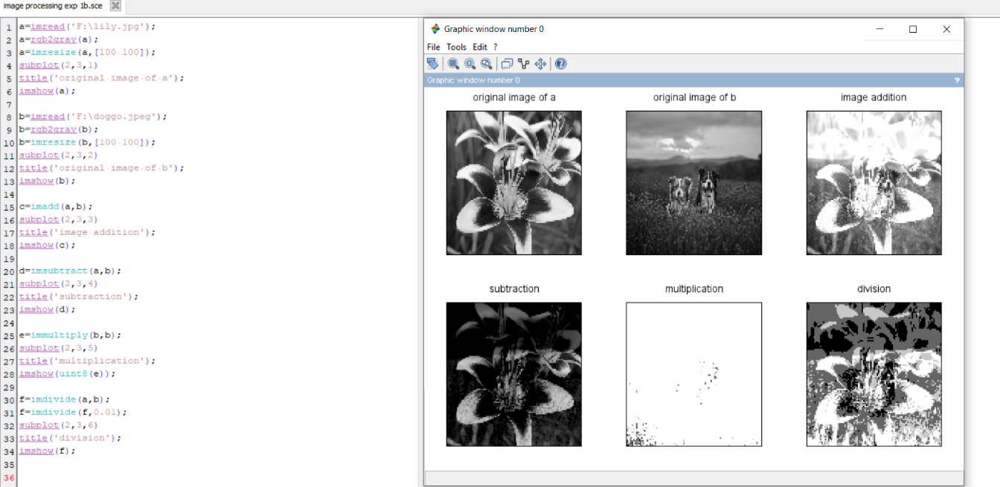 image processing exp 1b.sce
1 a=imread('F:\lily.jpg');
2 a=rgb2gray(a);
3 a=imresize(a,[100 100]);
4 subplot(2,3,1)
5 title('original image of a');
6 imshow(a);
7
8 b=imread('F:\doggo.jpeg');
9 b=rgb2gray(b);
10 b=imresize(b,[100 100]);
11 subplot(2,3,2)
12 title('original image of b');
13 imshow(b);
14
15 c=imadd(a,b);
16 subplot(2,3,3)
17 title('image addition');
18 imshow(c);
19
20 d=imsubtract(a,b);
21 subplot(2,3,4)
22 title('subtraction');
23 imshow(d);
24
25 e=immultiply(b,b);
26 subplot(2,3,5)
27 title('multiplication');
28 imshow(uint8(e));
29
30 f=imdivide(a,b);
31 f=imdivide(f,0.01);
32 subplot(2,3,6)
33 title('division');
34 imshow(f);
35
36
Graphic window number 0
File Tools Edit ?
Graphic window number 0 ?
original image of a original image of b image addition
subtraction multiplication division